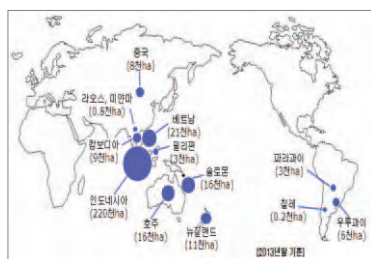 중국
(8천ha)
라오스, 미얀마
(0.8천ha)
베트남
(21천ha)
캄보디아
(9천ha)
필리핀
(3천ha)
솔로몬
(16천ha)
인도네시아
(220천ha)
호주
(16천ha)
뉴질랜드
(11천ha)
파라과이
(3천ha)
칠레
(0.2천ha)
우루과이
(6천ha)
[2013년말 기준]